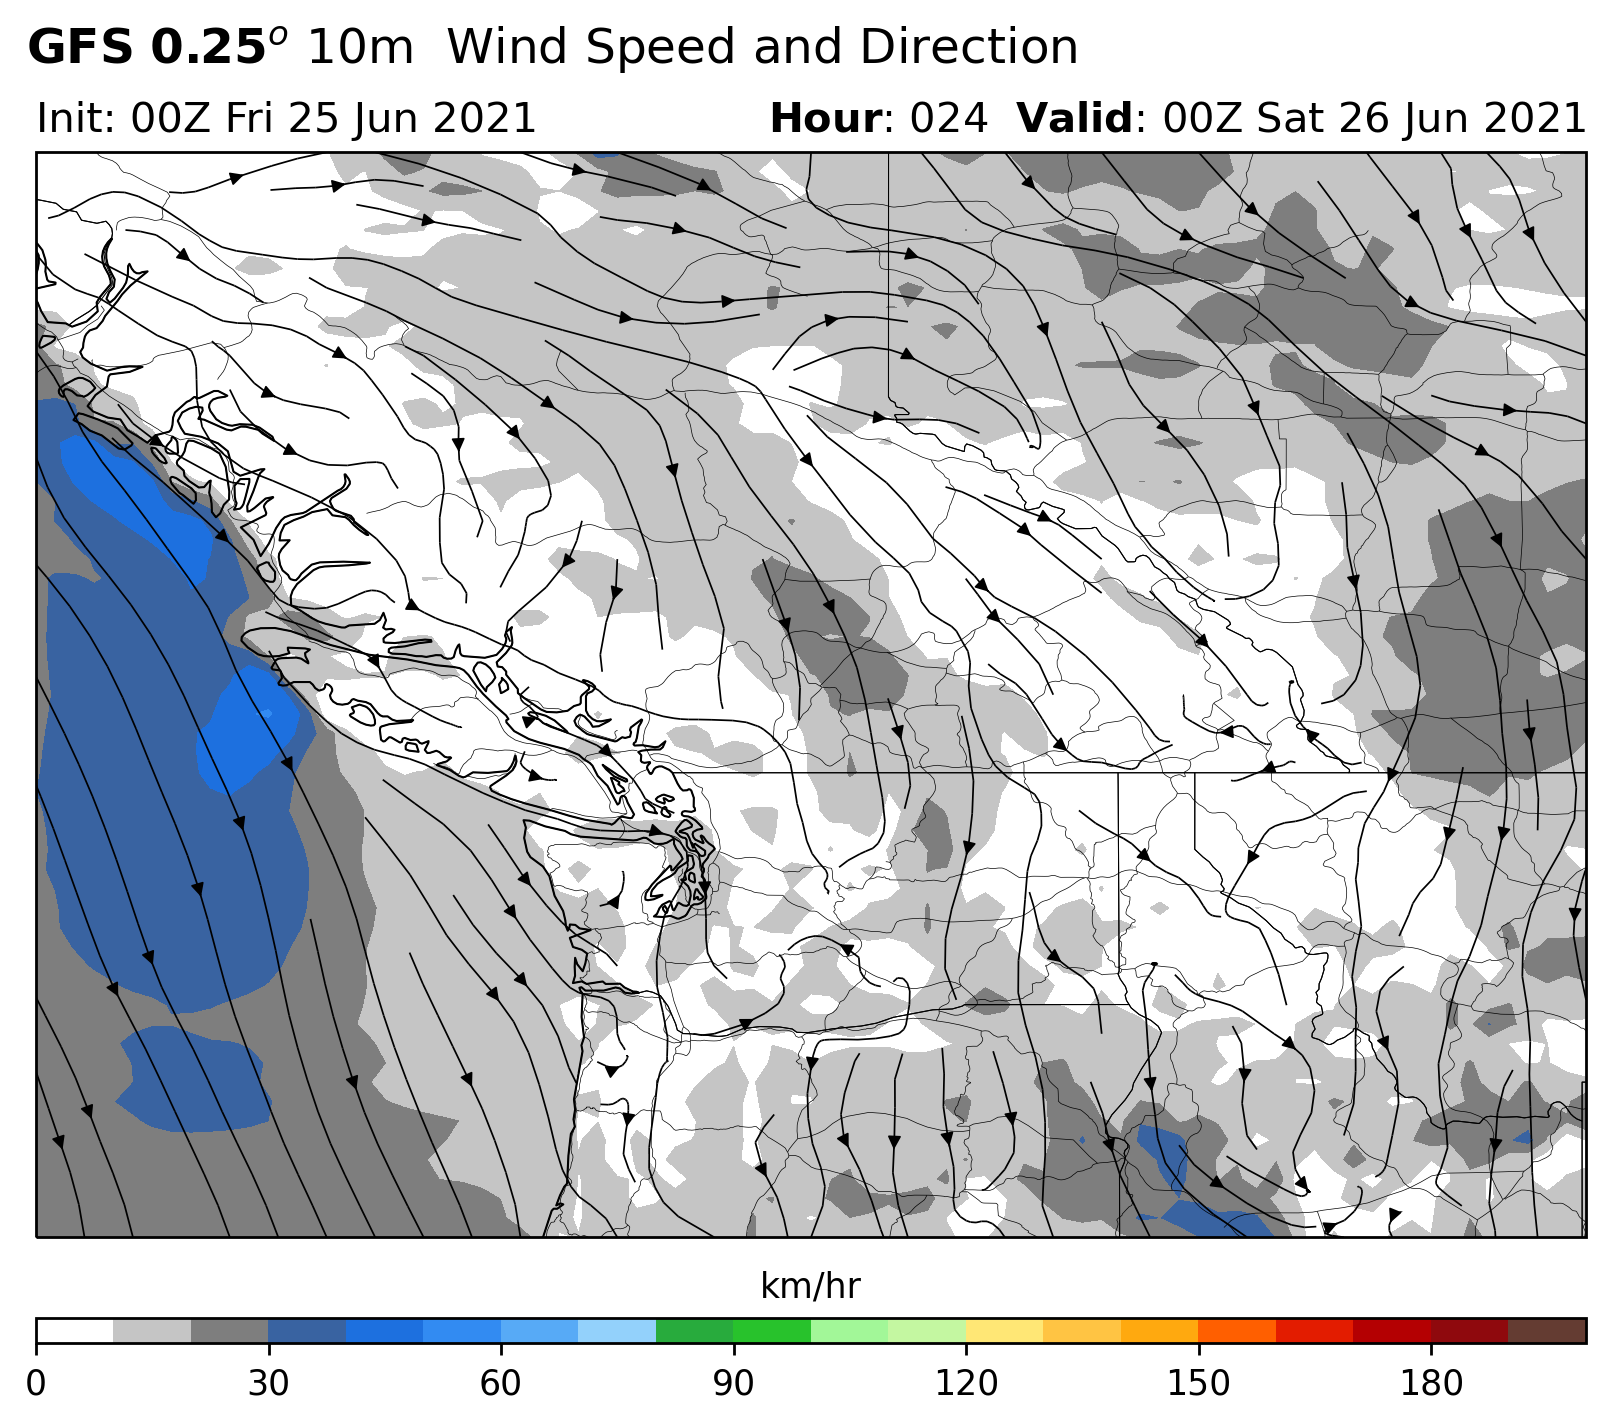 GFS 0.25° 10m  Wind Speed and Direction
Init: 00Z Fri 25 Jun 2021 Hour: 024 Valid: 00Z Sat 26 Jun 2021
km/hr
0 30 60 90 120 150 180